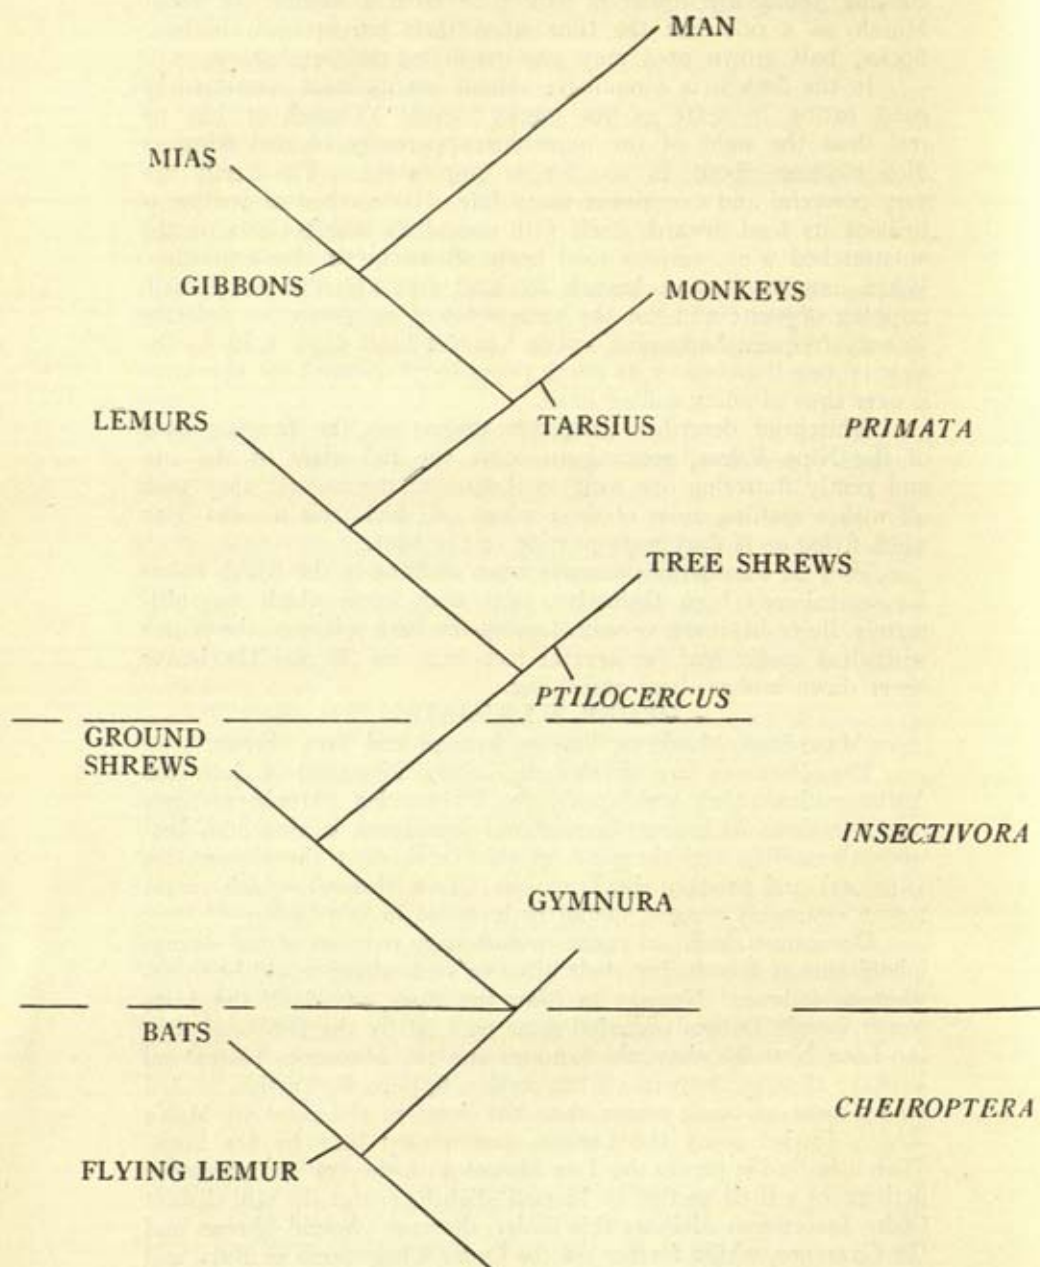 MAN
MIAS
GIBBONS
MONKEYS
LEMURS
TARSIUS
PRIMATA
TREE SHREWS
PTILOCERCUS
GROUND
SHREWS
INSECTIVORA
GYMNURA
BATS
CHEIROPTERA
FLYING LEMUR